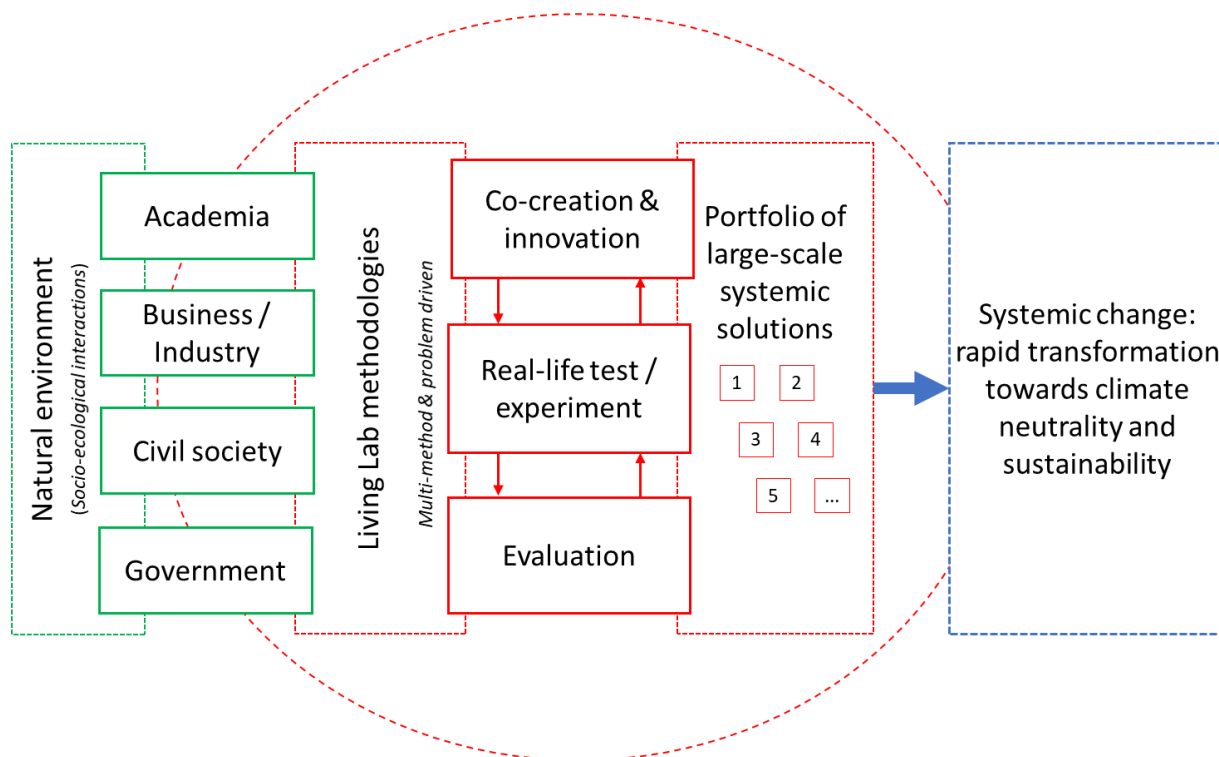 Natural environment
(Socio-ecological interactions)
Academia
Business /
Industry
Civil society
Government
Living Lab methodologies
Multi-method & problem driven
Co-creation &
innovation
Real-life test /
experiment
Evaluation
Portfolio of
large-scale
systemic
solutions
1 2
3 4
5 ...
Systemic change:
rapid transformation
towards climate
neutrality and
sustainability